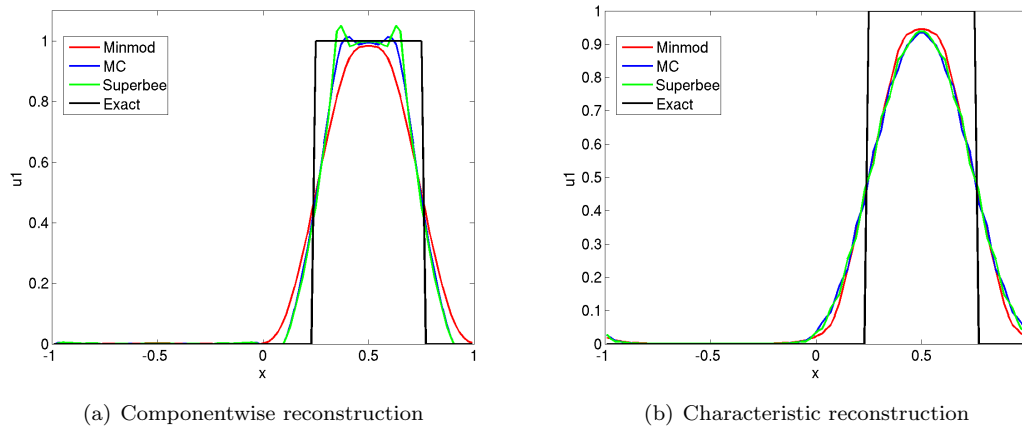 Minmod
MC
Superbee
Exact
u1
1
0.8
0.6
0.4
0.2
0
-1
-0.5
0
0.5
1
x
(a) Componentwise reconstruction
Minmod
MC
Superbee
Exact
u1
1
0.9
0.8
0.7
0.6
0.5
0.4
0.3
0.2
0.1
0
-1
-0.5
0
0.5
x
(b) Characteristic reconstruction